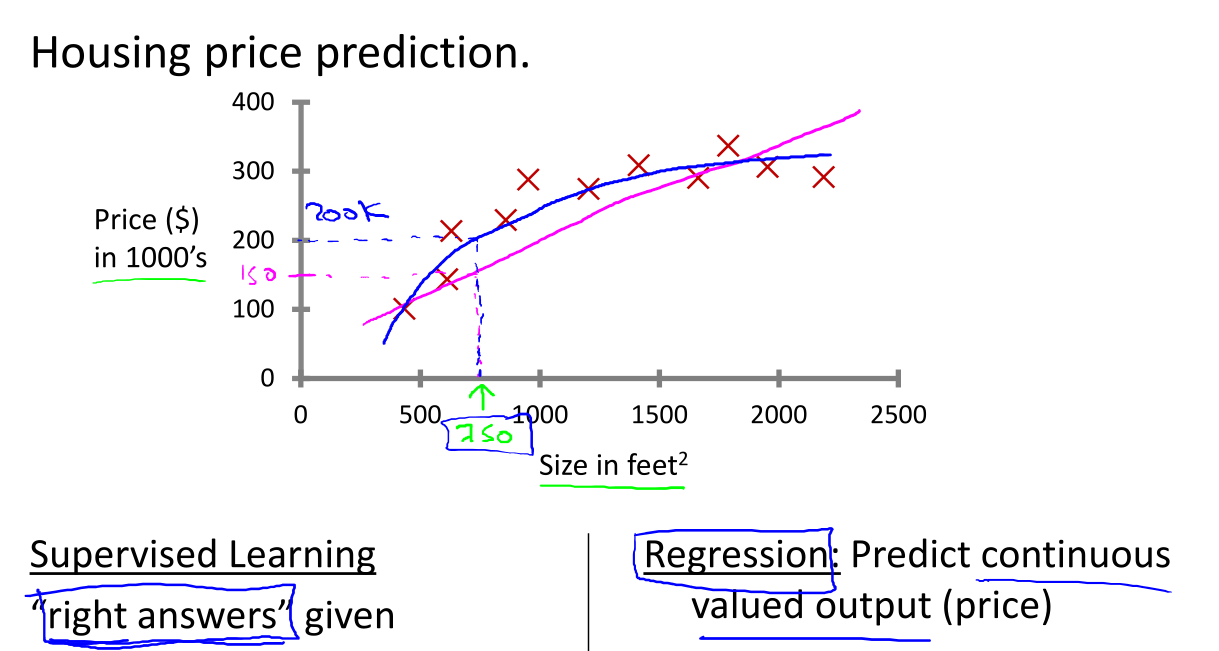 Housing price prediction.
400
300
Price ($)
in 1000's
200
100
0
200K
150
0 500 1000 1500 2000 2500
750
Size in feet²
Supervised Learning
"right answers" given
Regression: Predict continuous
valued output (price)